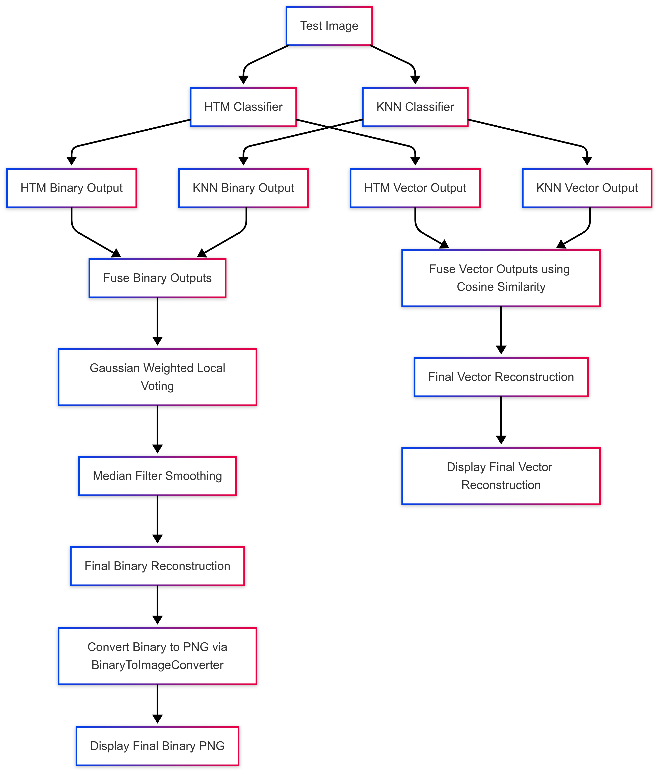 Test Image
HTM Classifier
KNN Classifier
HTM Binary Output
KNN Binary Output
HTM Vector Output
KNN Vector Output
Fuse Binary Outputs
Fuse Vector Outputs using
Cosine Similarity
Gaussian Weighted Local
Voting
Final Vector Reconstruction
Median Filter Smoothing
Display Final Vector
Reconstruction
Final Binary Reconstruction
Convert Binary to PNG via
BinaryToImageConverter
Display Final Binary PNG